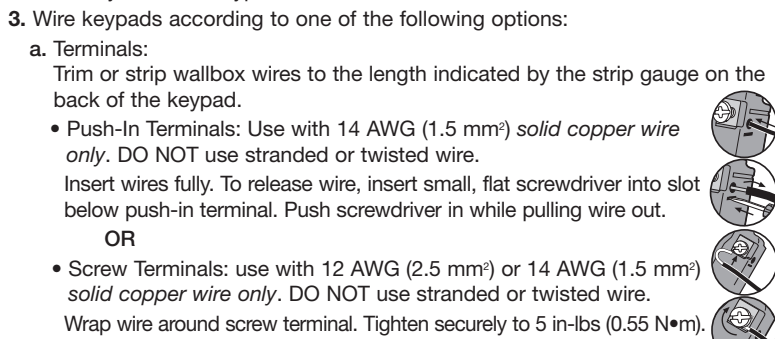 3. Wire keypads according to one of the following options:
a. Terminals:
Trim or strip wallbox wires to the length indicated by the strip gauge on the
back of the keypad.
• Push-In Terminals: Use with 14 AWG (1.5 mm²) solid copper wire
only. DO NOT use stranded or twisted wire.
Insert wires fully. To release wire, insert small, flat screwdriver into slot
below push-in terminal. Push screwdriver in while pulling wire out.
OR
• Screw Terminals: use with 12 AWG (2.5 mm²) or 14 AWG (1.5 mm²)
solid copper wire only. DO NOT use stranded or twisted wire.
Wrap wire around screw terminal. Tighten securely to 5 in-lbs (0.55 N•m).